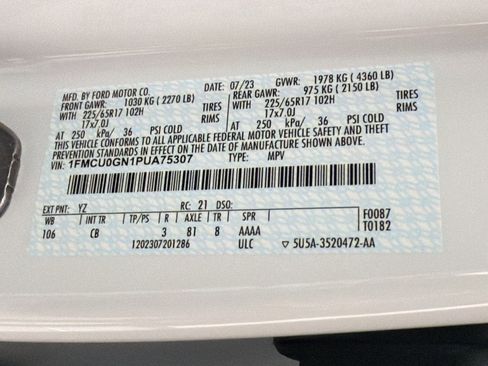 MFD. BY FORD MOTOR CO. 07/23 GVWR: 1978 KG ( 4360 LB)
FRONT GAWR: 1030 KG ( 2270 LB) REAR GAWR: 975 KG ( 2150 LB)
225/65R17 102H TIRES 225/65R17 102H TIRES
17x7.0J RIMS 17x7.0J RIMS
AT 250 kPa/ 36 PSI COLD AT 250 kPa/ 36 PSI COLD
THIS VEHICLE CONFORMS TO ALL APPLICABLE FEDERAL MOTOR VEHICLE SAFETY AND THEFT
PREVENTION STANDARDS IN EFFECT ON THE DATE OF MANUFACTURE SHOWN ABOVE.
VIN: 1FMCU0GN1PUA75307 TYPE: MPV
EXT PNT: YZ RC: 21 DSO: F0087
WB INT TR TP/PS R AXLE TR SPR T0182
106 CB 3 81 8 AAAA
1202307201286 ULC ▽ 5U5A-3520472-AA